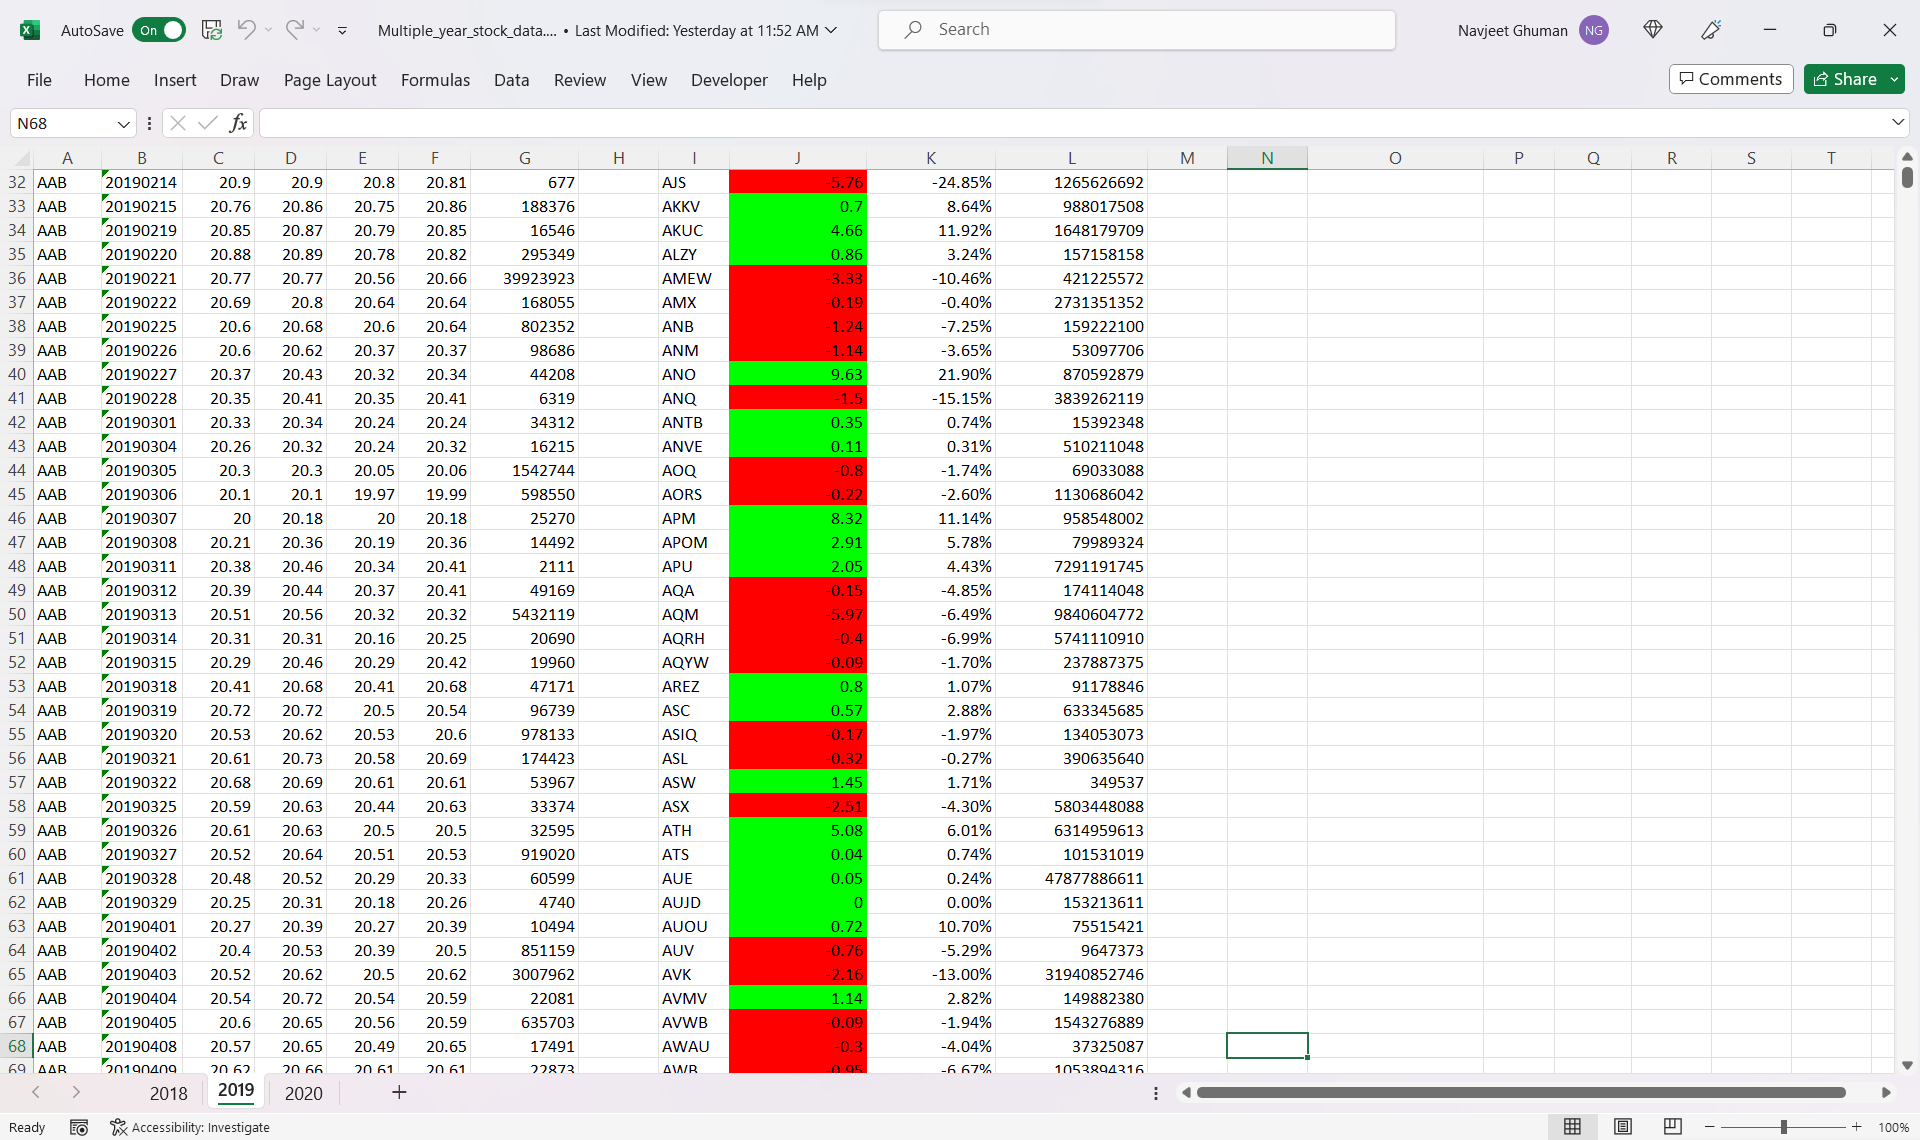 AutoSave On Multiple_year_stock_data.... • Last Modified: Yesterday at 11:52 AM Search Navjeet Ghuman NG
File Home Insert Draw Page Layout Formulas Data Review View Developer Help Comments Share
N68 fx
A B C D E F G H I J K L M N O P Q R S T
32 AAB 20190214 20.9 20.9 20.8 20.81 677 AJS -5.76 -24.85% 1265626692
33 AAB 20190215 20.76 20.86 20.75 20.86 188376 AKKV 0.7 8.64% 988017508
34 AAB 20190219 20.85 20.87 20.79 20.85 16546 AKUC 4.66 11.92% 1648179709
35 AAB 20190220 20.88 20.89 20.78 20.82 295349 ALZY 0.86 3.24% 157158158
36 AAB 20190221 20.77 20.77 20.56 20.66 39923923 AMEW -3.33 -10.46% 421225572
37 AAB 20190222 20.69 20.8 20.64 20.64 168055 AMX -0.19 -0.40% 2731351352
38 AAB 20190225 20.6 20.68 20.6 20.64 802352 ANB -1.24 -7.25% 159222100
39 AAB 20190226 20.6 20.62 20.37 20.37 98686 ANM -1.14 -3.65% 53097706
40 AAB 20190227 20.37 20.43 20.32 20.34 44208 ANO 9.63 21.90% 870592879
41 AAB 20190228 20.35 20.41 20.35 20.41 6319 ANQ -1.5 -15.15% 3839262119
42 AAB 20190301 20.33 20.34 20.24 20.24 34312 ANTB 0.35 0.74% 15392348
43 AAB 20190304 20.26 20.32 20.24 20.32 16215 ANVE 0.11 0.31% 510211048
44 AAB 20190305 20.3 20.3 20.05 20.06 1542744 AOQ -0.8 -1.74% 69033088
45 AAB 20190306 20.1 20.1 19.97 19.99 598550 AORS -0.22 -2.60% 1130686042
46 AAB 20190307 20 20.18 20 20.18 25270 APM 8.32 11.14% 958548002
47 AAB 20190308 20.21 20.36 20.19 20.36 14492 APOM 2.91 5.78% 79989324
48 AAB 20190311 20.38 20.46 20.34 20.41 2111 APU 2.05 4.43% 7291191745
49 AAB 20190312 20.39 20.44 20.37 20.41 49169 AQA -0.15 -4.85% 174114048
50 AAB 20190313 20.51 20.56 20.32 20.32 5432119 AQM -5.97 -6.49% 9840604772
51 AAB 20190314 20.31 20.31 20.16 20.25 20690 AQRH -0.4 -6.99% 5741110910
52 AAB 20190315 20.29 20.46 20.29 20.42 19960 AQYW -0.09 -1.70% 237887375
53 AAB 20190318 20.41 20.68 20.41 20.68 47171 AREZ 0.8 1.07% 91178846
54 AAB 20190319 20.72 20.72 20.5 20.54 96739 ASC 0.57 2.88% 633345685
55 AAB 20190320 20.53 20.62 20.53 20.6 978133 ASIQ -0.17 -1.97% 134053073
56 AAB 20190321 20.61 20.73 20.58 20.69 174423 ASL -0.32 -0.27% 390635640
57 AAB 20190322 20.68 20.69 20.61 20.61 53967 ASW 1.45 1.71% 349537
58 AAB 20190325 20.59 20.63 20.44 20.63 33374 ASX -2.51 -4.30% 5803448088
59 AAB 20190326 20.61 20.63 20.5 20.5 32595 ATH 5.08 6.01% 6314959613
60 AAB 20190327 20.52 20.64 20.51 20.53 919020 ATS 0.04 0.74% 101531019
61 AAB 20190328 20.48 20.52 20.29 20.33 60599 AUE 0.05 0.24% 47877886611
62 AAB 20190329 20.25 20.31 20.18 20.26 4740 AUJD 0 0.00% 153213611
63 AAB 20190401 20.27 20.39 20.27 20.39 10494 AUOU 0.72 10.70% 75515421
64 AAB 20190402 20.4 20.53 20.39 20.5 851159 AUV -0.76 -5.29% 9647373
65 AAB 20190403 20.52 20.62 20.5 20.62 3007962 AVK -2.16 -13.00% 31940852746
66 AAB 20190404 20.54 20.72 20.54 20.59 22081 AVMV 1.14 2.82% 149882380
67 AAB 20190405 20.6 20.65 20.56 20.59 635703 AVWB -0.09 -1.94% 1543276889
68 AAB 20190408 20.57 20.65 20.49 20.65 17491 AWAU -0.3 -4.04% 37325087
69 AAB 20190409 20.62 20.66 20.61 20.61 22873 AWB -0.95 -6.67% 1053894316
2018 2019 2020
Ready Accessibility: Investigate 100%